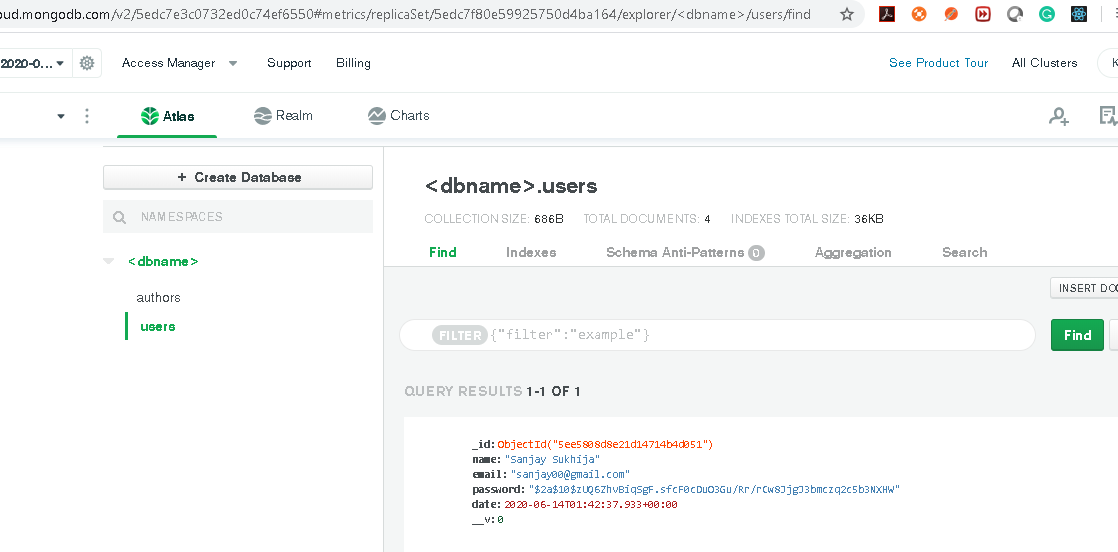 oud.mongodb.com/v2/5edc7e3c0732ed0c74ef6550#metrics/replicaSet/5edc7f80e59925750d4ba164/explorer/<dbname>/users/find
2020-0... Access Manager Support Billing See Product Tour All Clusters K
Atlas Realm Charts
+ Create Database
NAMESPACES
<dbname>
authors
users
<dbname>.users
COLLECTION SIZE: 686B TOTAL DOCUMENTS: 4 INDEXES TOTAL SIZE: 36KB
Find Indexes Schema Anti-Patterns 0 Aggregation Search
INSERT DOC
FILTER {"filter":"example"} Find
QUERY RESULTS 1-1 OF 1
_id:ObjectId("5ee5808d8e21d14714b4d051")
name:"Sanjay Sukhija"
email:"sanjay00@gmail.com"
password:"$2a$10$zUQ6ZhvBiqSgF.sfcF0cDuO3Gu/Rr/rCw8JjgJ3bmczq2c5b3NXHW"
date:2020-06-14T01:42:37.933+00:00
__v:0